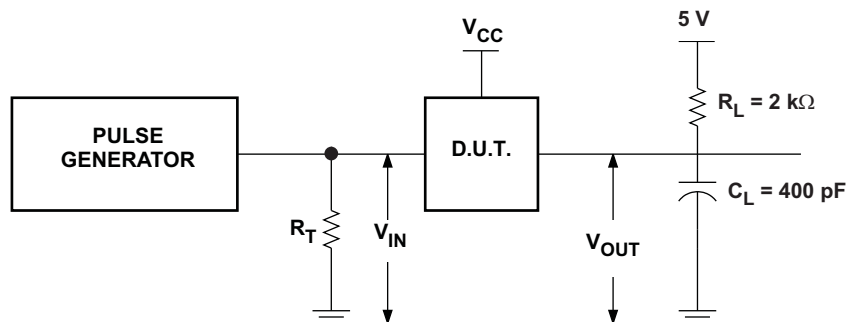 V_CC
5 V
R_L = 2 kΩ
PULSE
GENERATOR
D.U.T.
C_L = 400 pF
R_T
V_IN
V_OUT